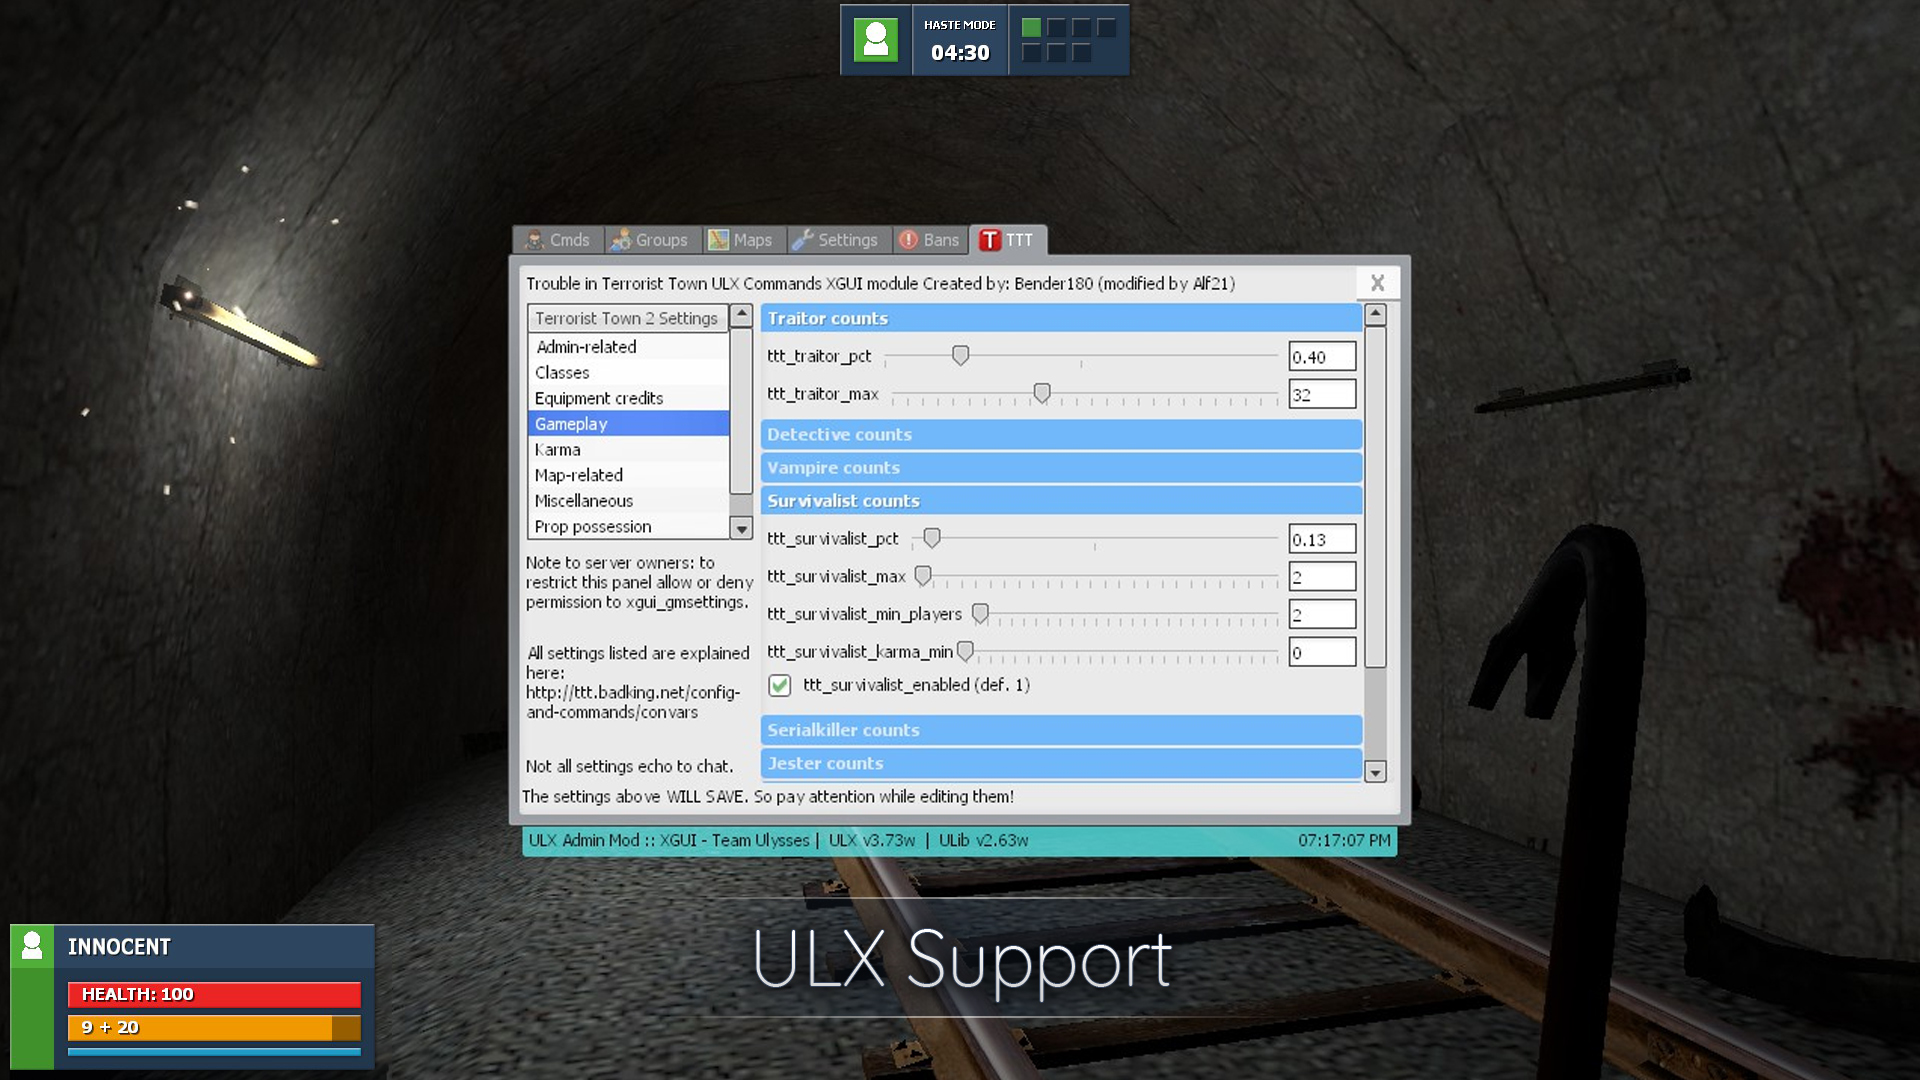 HASTE MODE
04:30
Cmds
Groups
Maps
Settings
Bans
T TTT
Trouble in Terrorist Town ULX Commands XGUI module Created by: Bender180 (modified by Alf21)
X
Terrorist Town 2 Settings
Admin-related
Classes
Equipment credits
Gameplay
Karma
Map-related
Miscellaneous
Prop possession
Note to server owners: to
restrict this panel allow or deny
permission to xgui_gmsettings.
All settings listed are explained
here:
http://ttt.badking.net/config-
and-commands/convars
Not all settings echo to chat.
Traitor counts
ttt_traitor_pct 0.40
ttt_traitor_max 32
Detective counts
Vampire counts
Survivalist counts
ttt_survivalist_pct 0.13
ttt_survivalist_max 2
ttt_survivalist_min_players 2
ttt_survivalist_karma_min 0
ttt_survivalist_enabled (def. 1)
Serialkiller counts
Jester counts
The settings above WILL SAVE. So pay attention while editing them!
ULX Admin Mod :: XGUI - Team Ulysses | ULX v3.73w | ULib v2.63w 07:17:07 PM
ULX Support
INNOCENT
HEALTH: 100
9 + 20